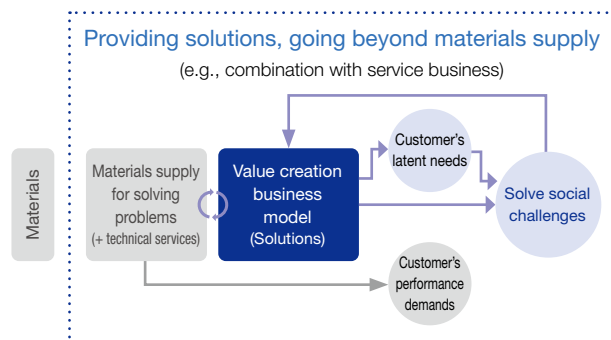 Providing solutions, going beyond materials supply
(e.g., combination with service business)
Materials
Materials supply
for solving
problems
(+ technical services)
Value creation
business
model
(Solutions)
Customer's
latent needs
Solve social
challenges
Customer's
performance
demands